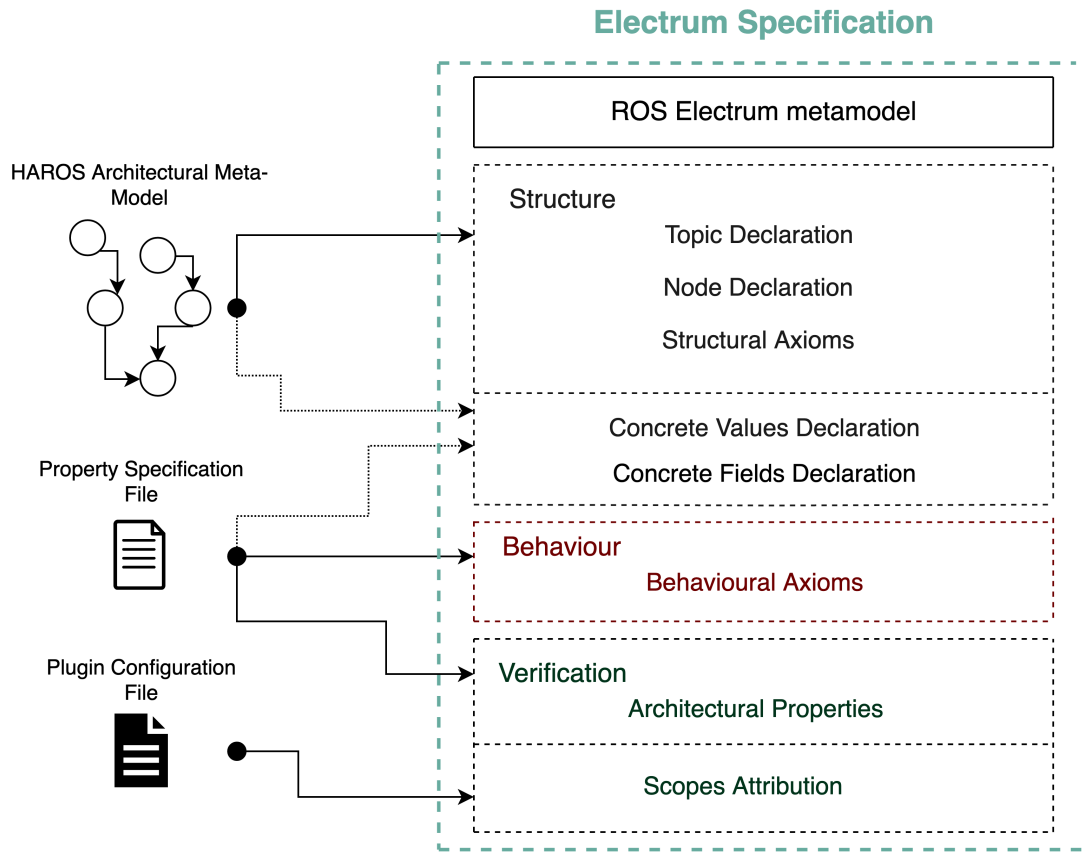 Electrum Specification
ROS Electrum metamodel
HAROS Architectural Meta-
Model
Structure
Topic Declaration
Node Declaration
Structural Axioms
Concrete Values Declaration
Concrete Fields Declaration
Property Specification
File
Behaviour
Behavioural Axioms
Plugin Configuration
File
Verification
Architectural Properties
Scopes Attribution